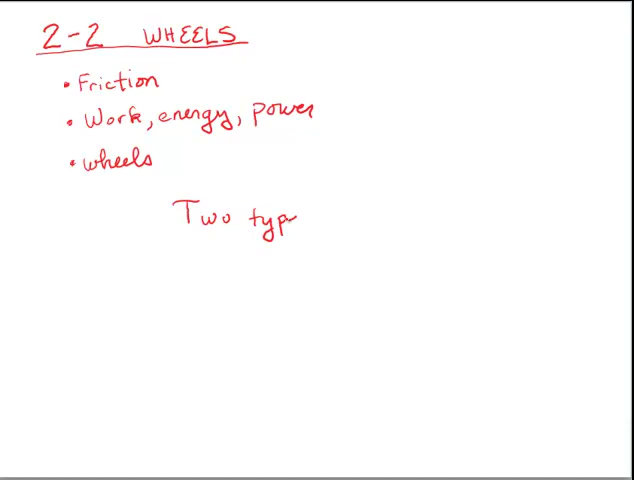 2-2 WHEELS
• Friction
• Work, energy, power
• wheels
Two typ